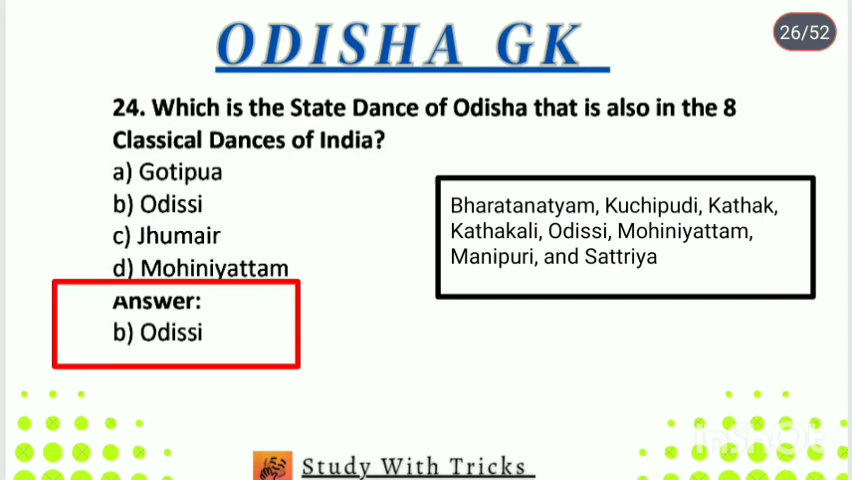 ODISHA GK
26/52
24. Which is the State Dance of Odisha that is also in the 8
Classical Dances of India?
a) Gotipua
b) Odissi
c) Jhumair
d) Mohiniyattam
Answer:
b) Odissi
Bharatanatyam, Kuchipudi, Kathak,
Kathakali, Odissi, Mohiniyattam,
Manipuri, and Sattriya
InShOt
Study With Tricks